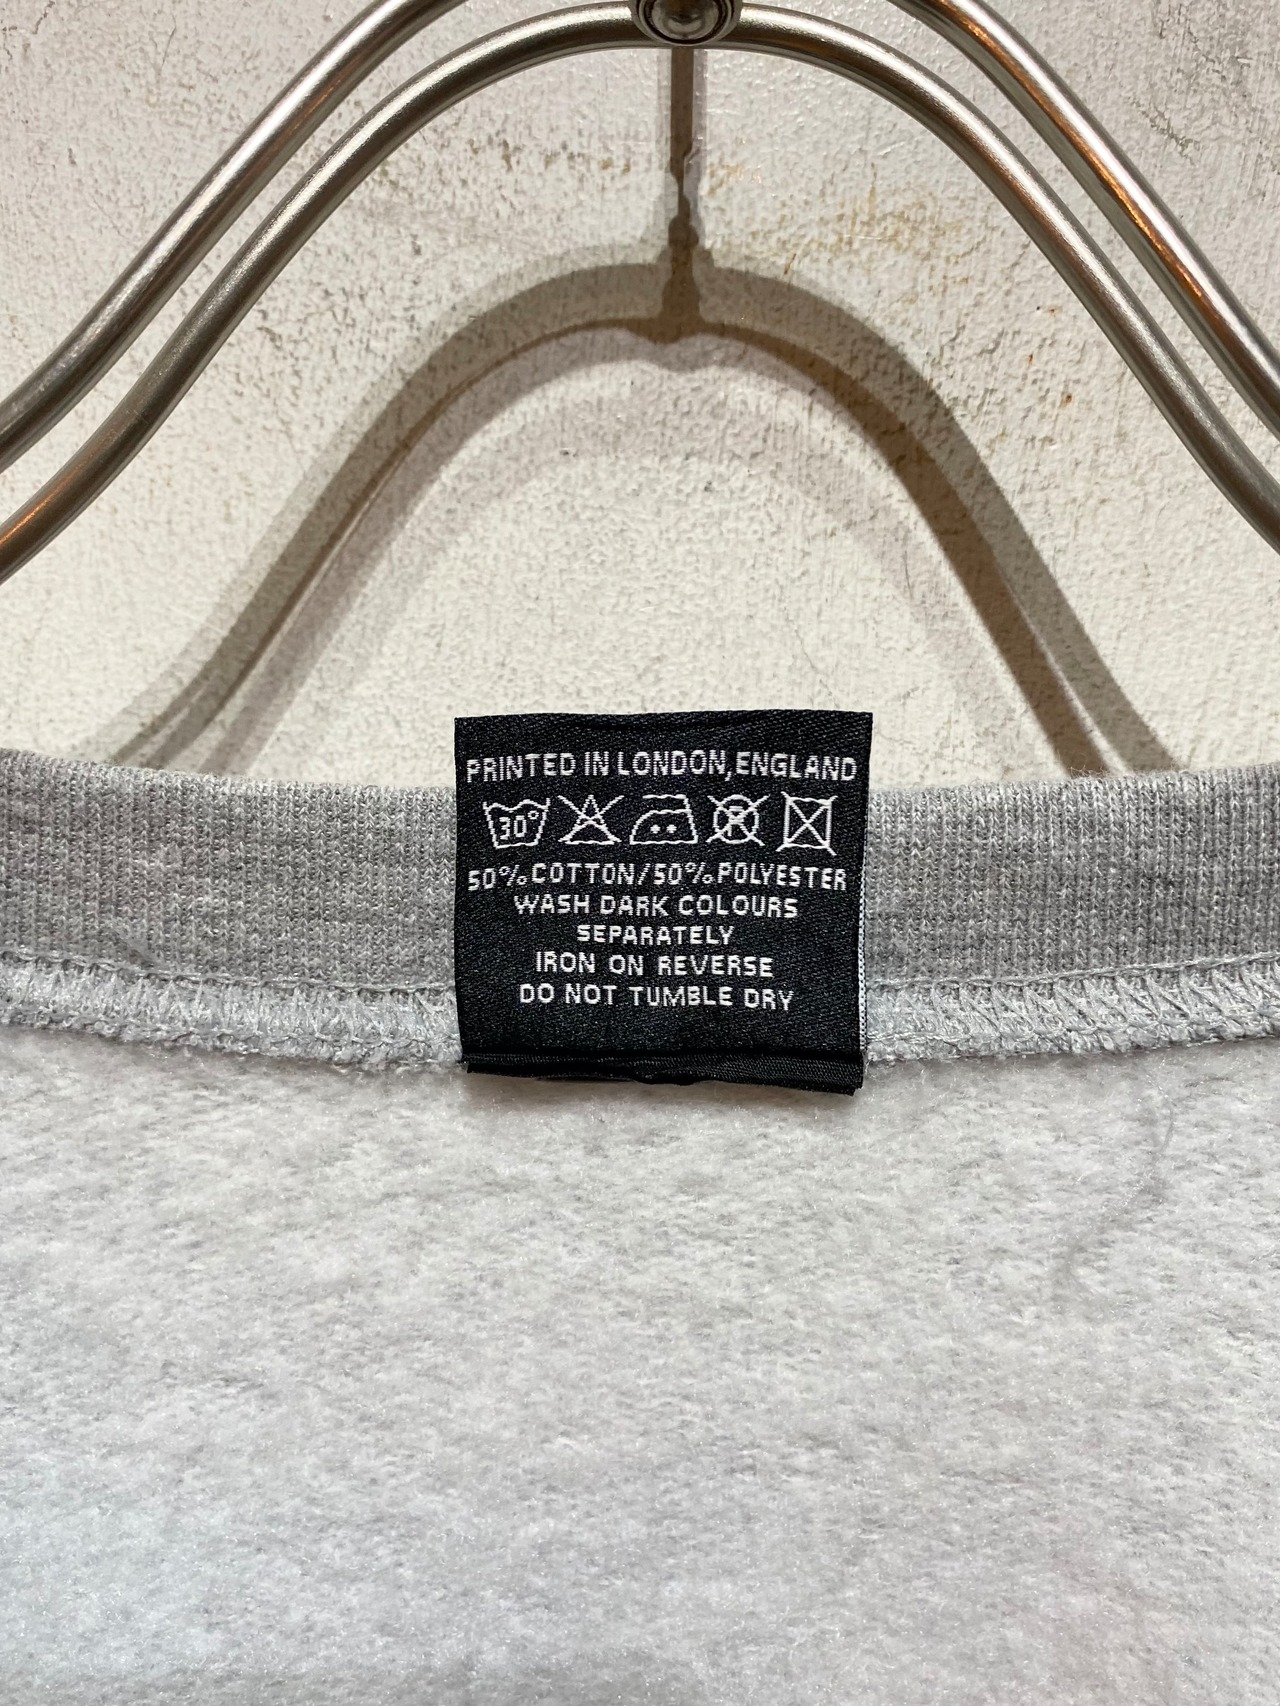 PRINTED IN LONDON, ENGLAND
30° P
50% COTTON/50% POLYESTER
WASH DARK COLOURS
SEPARATELY
IRON ON REVERSE
DO NOT TUMBLE DRY